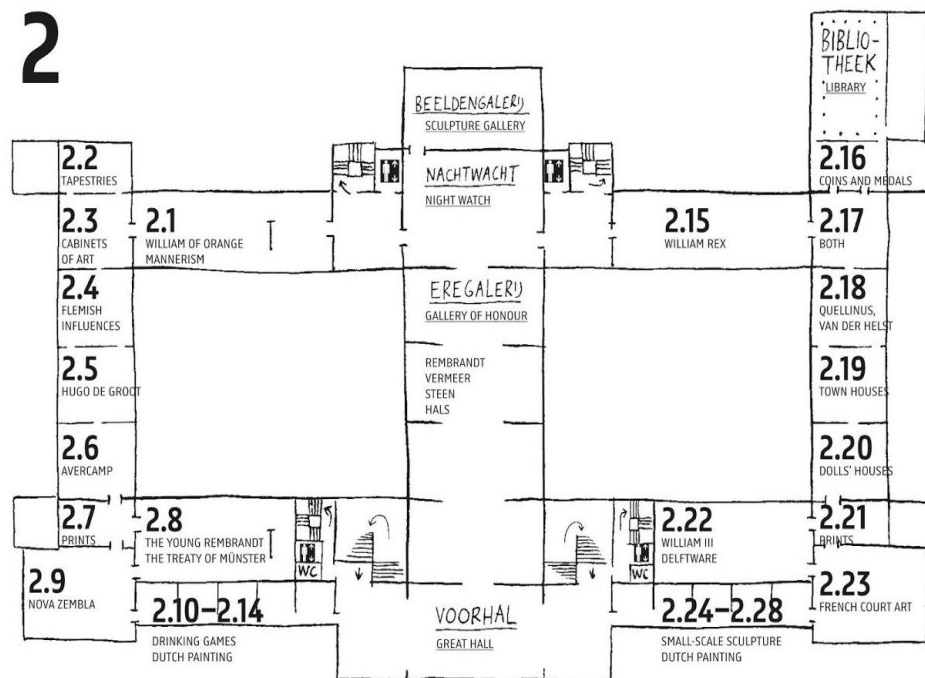 2
BIBLIO-
THEEK
LIBRARY
BEELDENGALERIJ
SCULPTURE GALLERY
NACHTWACHT
NIGHT WATCH
2.2
TAPESTRIES
2.3
CABINETS
OF ART
2.1
WILLIAM OF ORANGE
MANNERISM
2.15
WILLIAM REX
2.16
COINS AND MEDALS
2.17
BOTH
2.4
FLEMISH
INFLUENCES
EREGALERIJ
GALLERY OF HONOUR
2.18
QUELLINUS,
VAN DER HELST
2.5
HUGO DE GROOT
REMBRANDT
VERMEER
STEEN
HALS
2.19
TOWN HOUSES
2.6
AVERCAMP
2.20
DOLLS' HOUSES
2.7
PRINTS
2.8
THE YOUNG REMBRANDT
THE TREATY OF MÜNSTER
WC
2.22
WILLIAM III
DELFTWARE
WC
2.21
PRINTS
2.9
NOVA ZEMBLA
2.10–2.14
DRINKING GAMES
DUTCH PAINTING
VOORHAL
GREAT HALL
2.24–2.28
SMALL-SCALE SCULPTURE
DUTCH PAINTING
2.23
FRENCH COURT ART